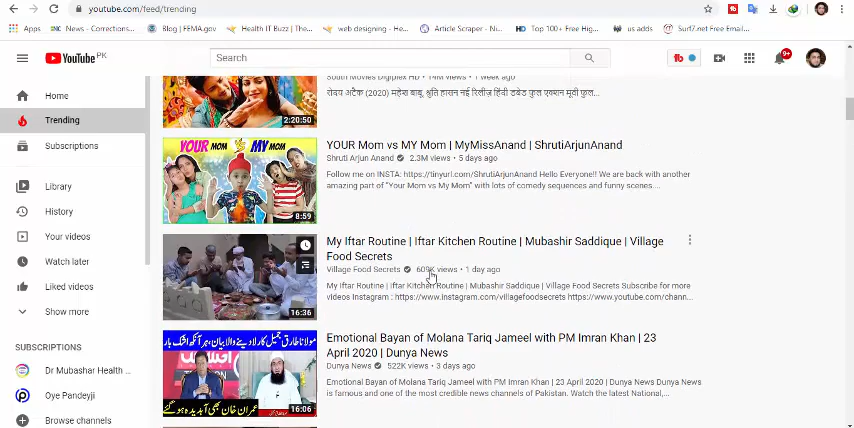 youtube.com/feed/trending
Apps
News - Corrections...
Blog | FEMA.gov
Health IT Buzz | The...
web designing - He...
Article Scraper - Ni...
HD Top 100+ Free Hig...
us adds
Surf7.net Free Email...
YouTube PK
Search
9+
Home
Trending
Subscriptions
Library
History
Your videos
Watch later
Liked videos
Show more
SUBSCRIPTIONS
Dr Mubashar Health ...
Oye Pandeyji
Browse channels
South Movies Digiplex HD • 14M views • 1 week ago
2:20:50
YOUR MOM VS MY MOM
8:59
YOUR Mom vs MY Mom | MyMissAnand | ShrutiArjunAnand
Shruti Arjun Anand 2.3M views • 5 days ago
Follow me on INSTA: https://tinyurl.com/ShrutiArjunAnand Hello Everyone!! We are back with another
amazing part of "Your Mom vs My Mom" with lots of comedy sequences and funny scenes....
16:36
My Iftar Routine | Iftar Kitchen Routine | Mubashir Saddique | Village
Food Secrets
Village Food Secrets 609K views • 1 day ago
My Iftar Routine | Iftar Kitchen Routine | Mubashir Saddique | Village Food Secrets Subscribe for more
videos Instagram : https://www.instagram.com/villagefoodsecrets https://www.youtube.com/chann...
16:06
Emotional Bayan of Molana Tariq Jameel with PM Imran Khan | 23
April 2020 | Dunya News
Dunya News 522K views • 3 days ago
Emotional Bayan of Molana Tariq Jameel with PM Imran Khan | 23 April 2020 | Dunya News Dunya News
is famous and one of the most credible news channels of Pakistan. Watch the latest National,...